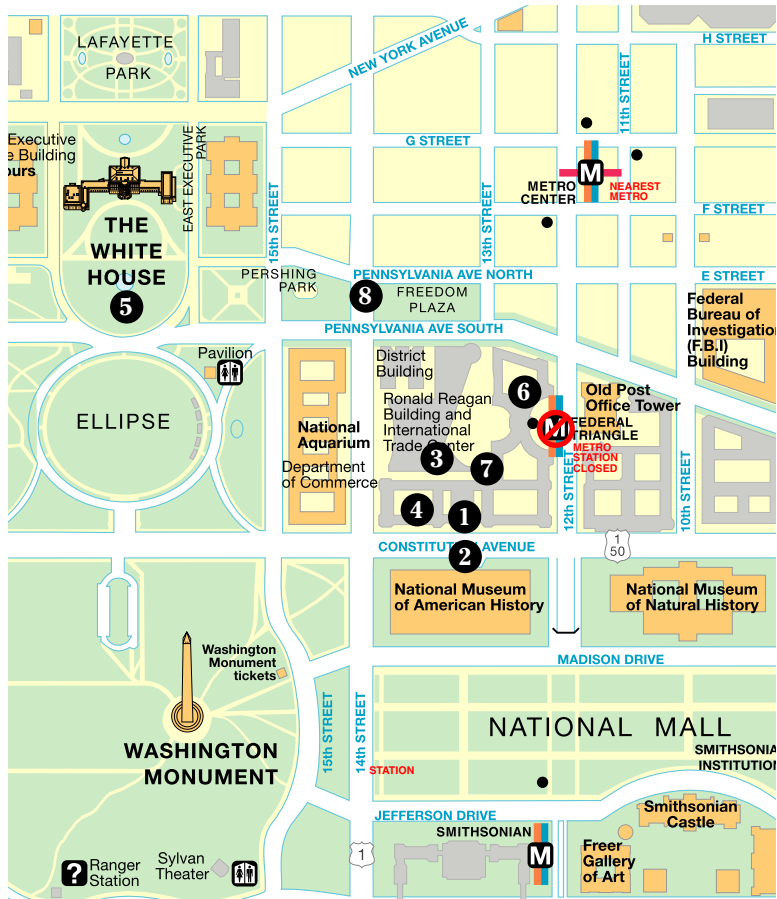 LAFAYETTE
PARK
NEW YORK AVENUE
H STREET
11th STREET
Executive
e Building
ours
EAST EXECUTIVE
PARK
G STREET
M
METRO
CENTER
NEAREST
METRO
15th STREET
13th STREET
F STREET
THE
WHITE
HOUSE
5
PERSHING
PARK
PENNSYLVANIA AVE NORTH
8
FREEDOM
PLAZA
E STREET
PENNSYLVANIA AVE SOUTH
Federal
Bureau of
Investigation
(F.B.I)
Building
Pavilion
District
Building
6
Old Post
Office Tower
ELLIPSE
Ronald Reagan
Building and
International
Trade Center
M
FEDERAL
TRIANGLE
METRO
STATION
CLOSED
National
Aquarium
3
7
Department
of Commerce
12th STREET
10th STREET
4
1
CONSTITUTION AVENUE
2
1
50
National Museum
of American History
National Museum
of Natural History
Washington
Monument
tickets
MADISON DRIVE
WASHINGTON
MONUMENT
15th STREET
14th STREET
NATIONAL MALL
STATION
SMITHSONIA
INSTITUTION
JEFFERSON DRIVE
Smithsonian
Castle
SMITHSONIAN
M
1
Freer
Gallery
of Art
?
Ranger
Station
Sylvan
Theater